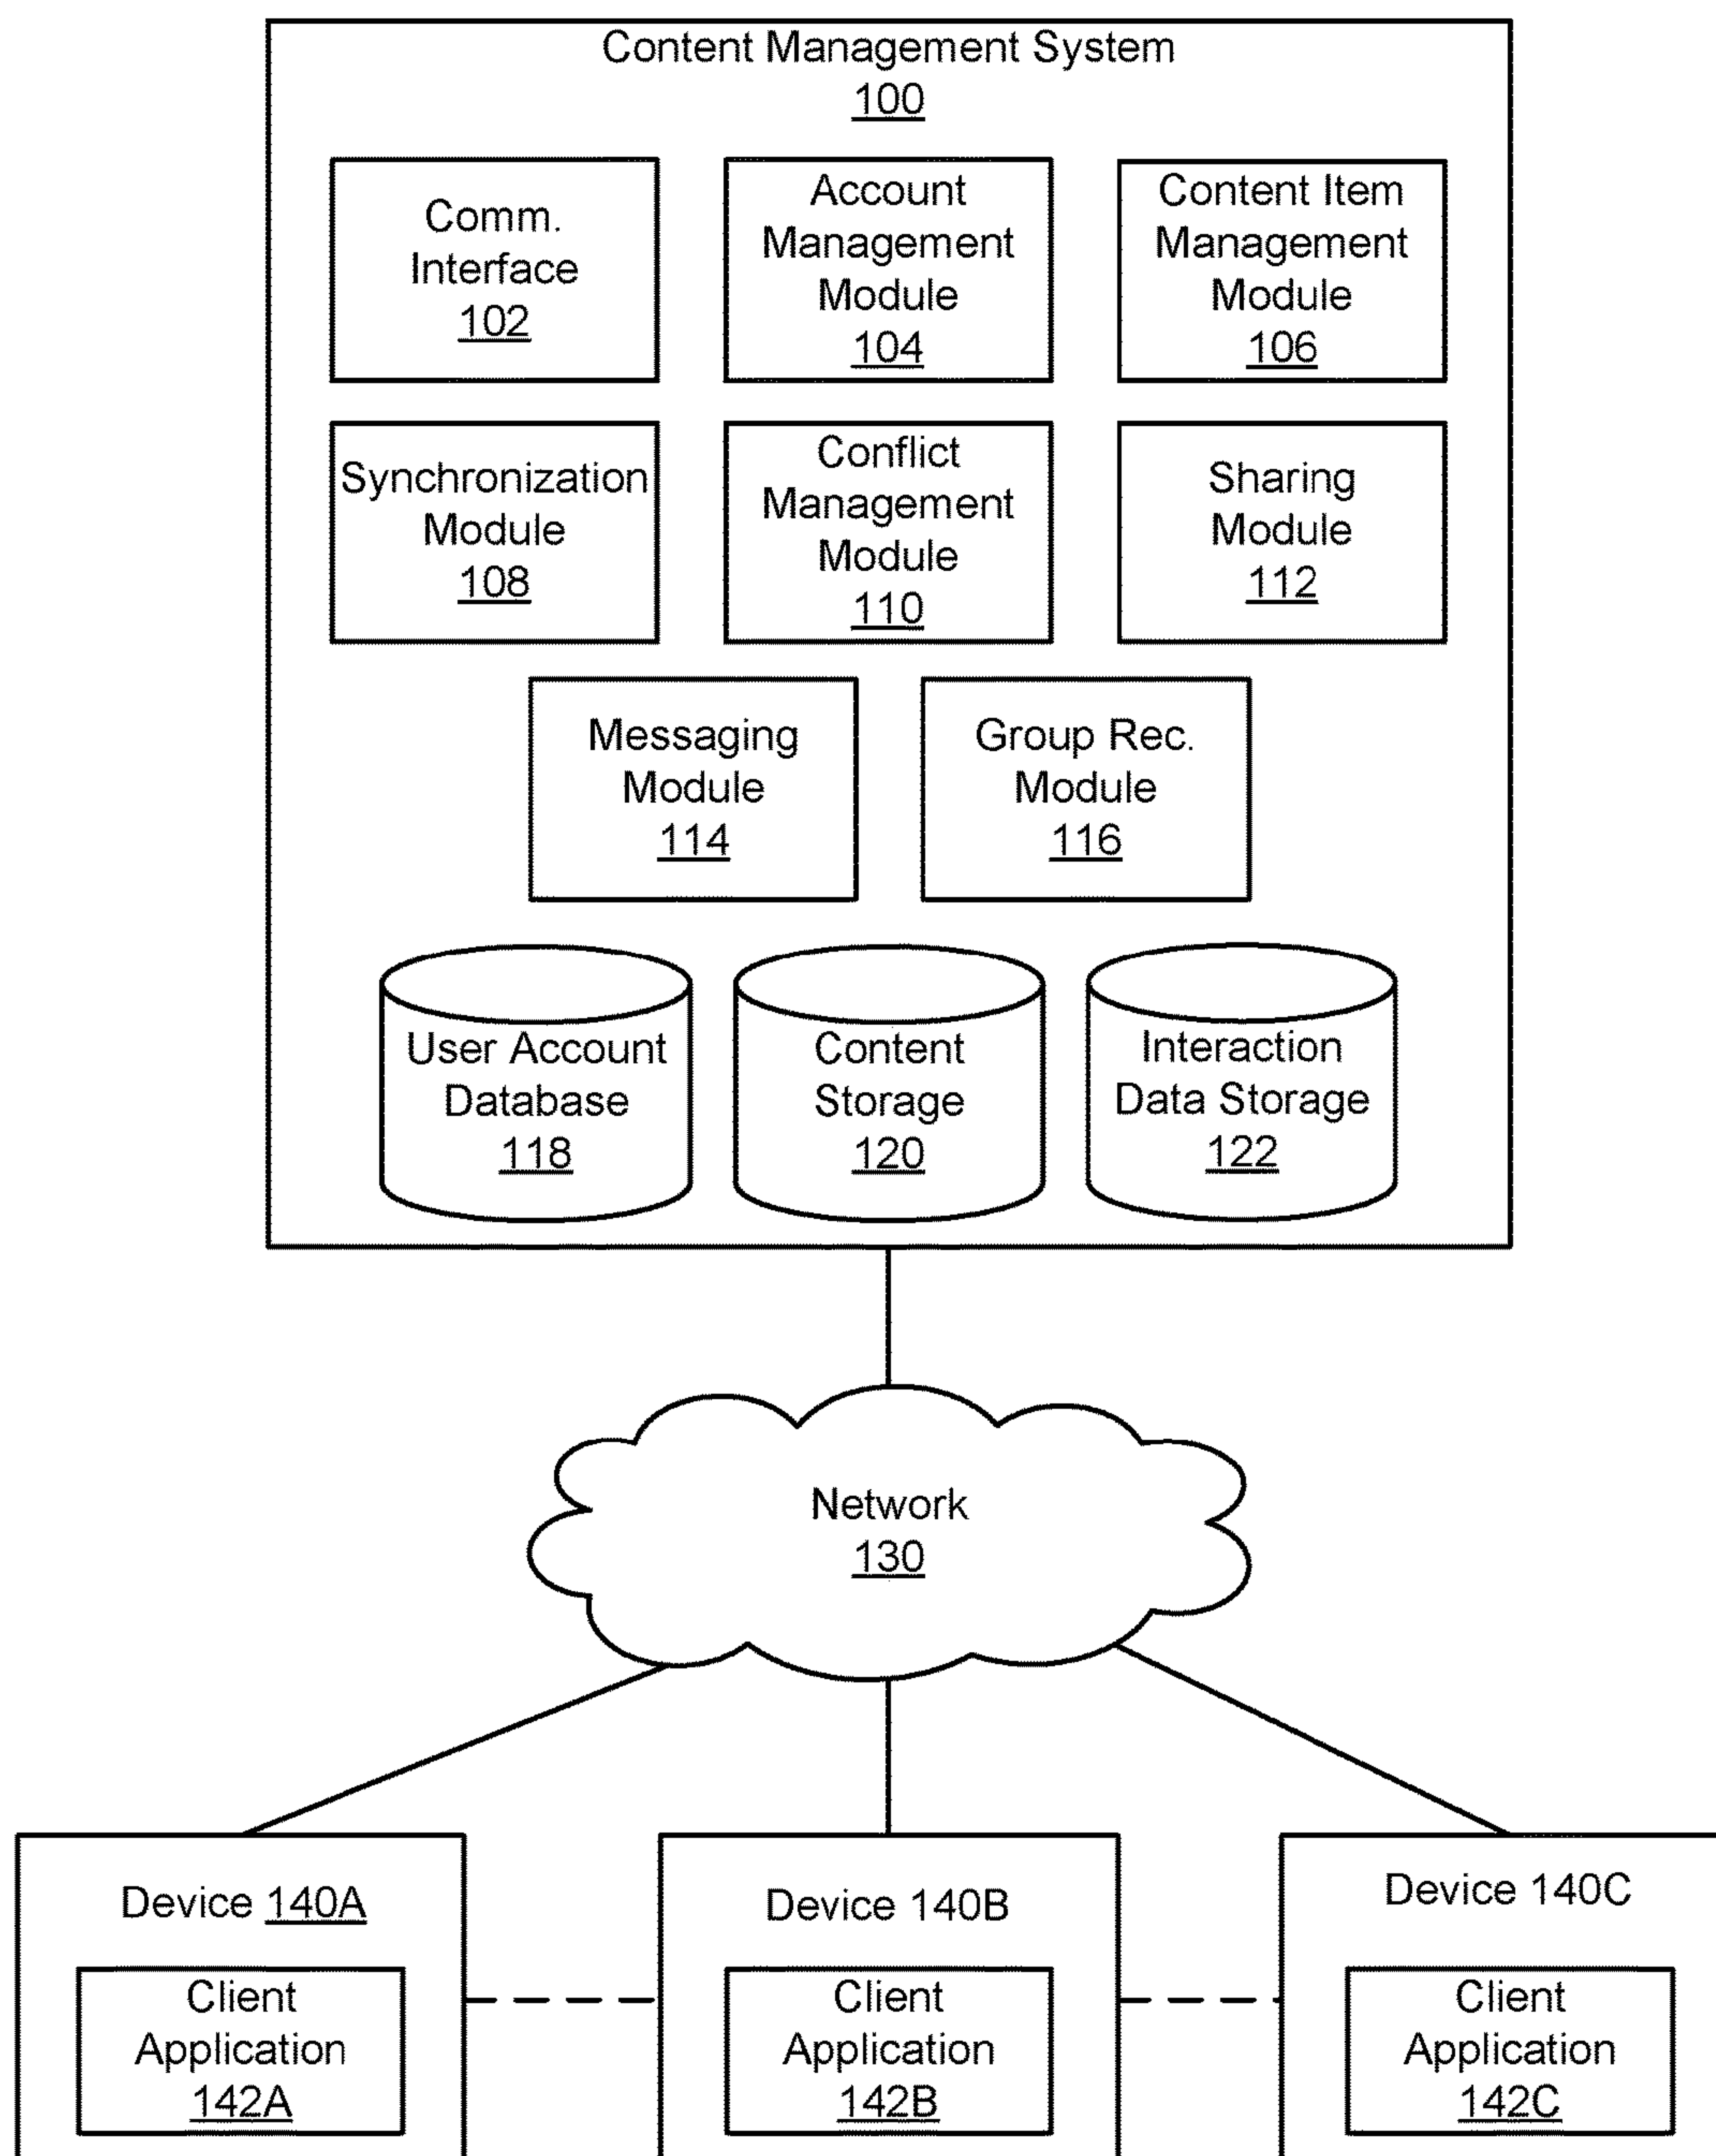 Content Management System
100
Comm.
Interface
102
Account
Management
Module
104
Content Item
Management
Module
106
Synchronization
Module
108
Conflict
Management
Module
110
Sharing
Module
112
Messaging
Module
114
Group Rec.
Module
116
User Account
Database
118
Content
Storage
120
Interaction
Data Storage
122
Network
130
Device 140A
Client
Application
142A
Device 140B
Client
Application
142B
Device 140C
Client
Application
142C